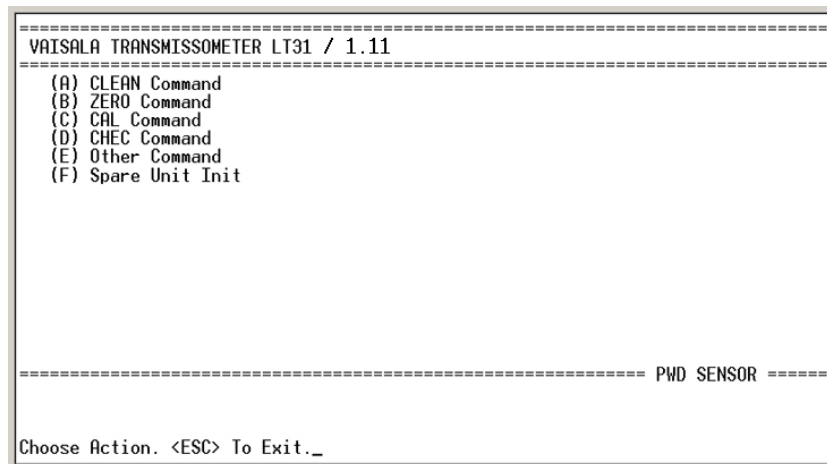 ================================================================================
VAISALA TRANSMISSOMETER LT31 / 1.11
================================================================================
(A) CLEAN Command
(B) ZERO Command
(C) CAL Command
(D) CHEC Command
(E) Other Command
(F) Spare Unit Init
============================================================== PWD SENSOR ======
Choose Action. <ESC> To Exit._